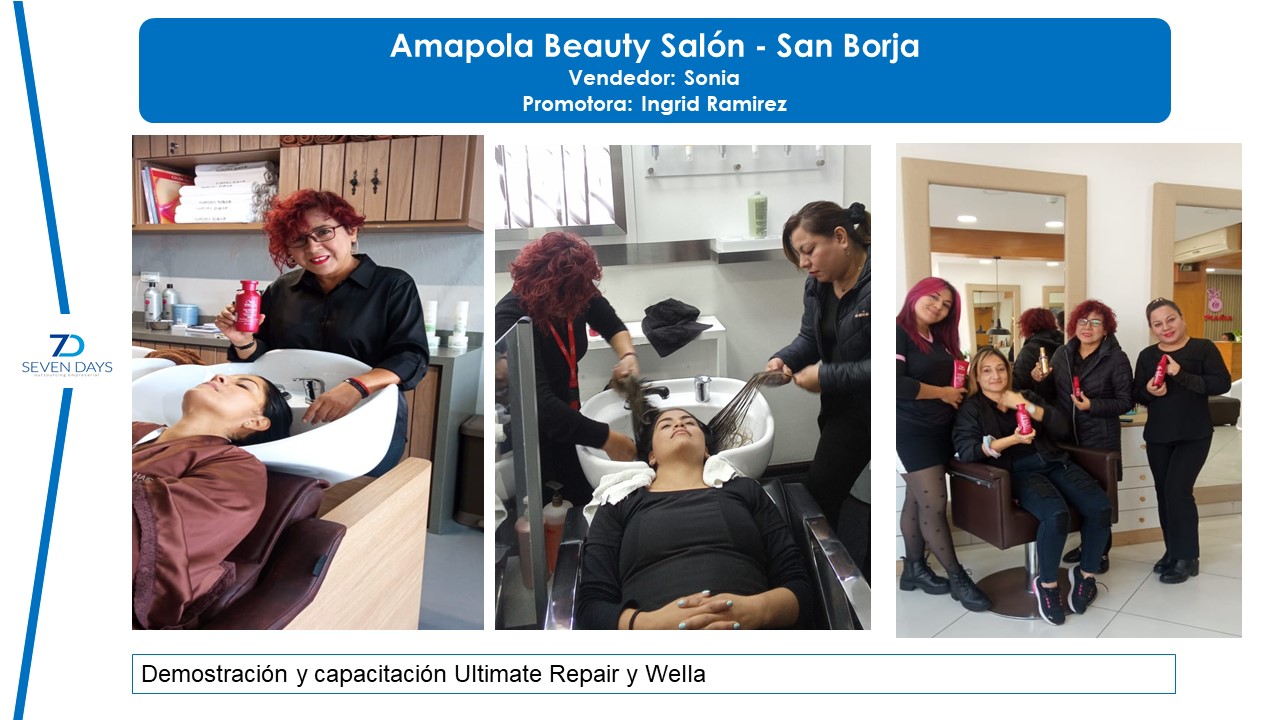 Amapola Beauty Salón - San Borja
Vendedor: Sonia
Promotora: Ingrid Ramirez
7D
SEVEN DAYS
Demostración y capacitación Ultimate Repair y Wella